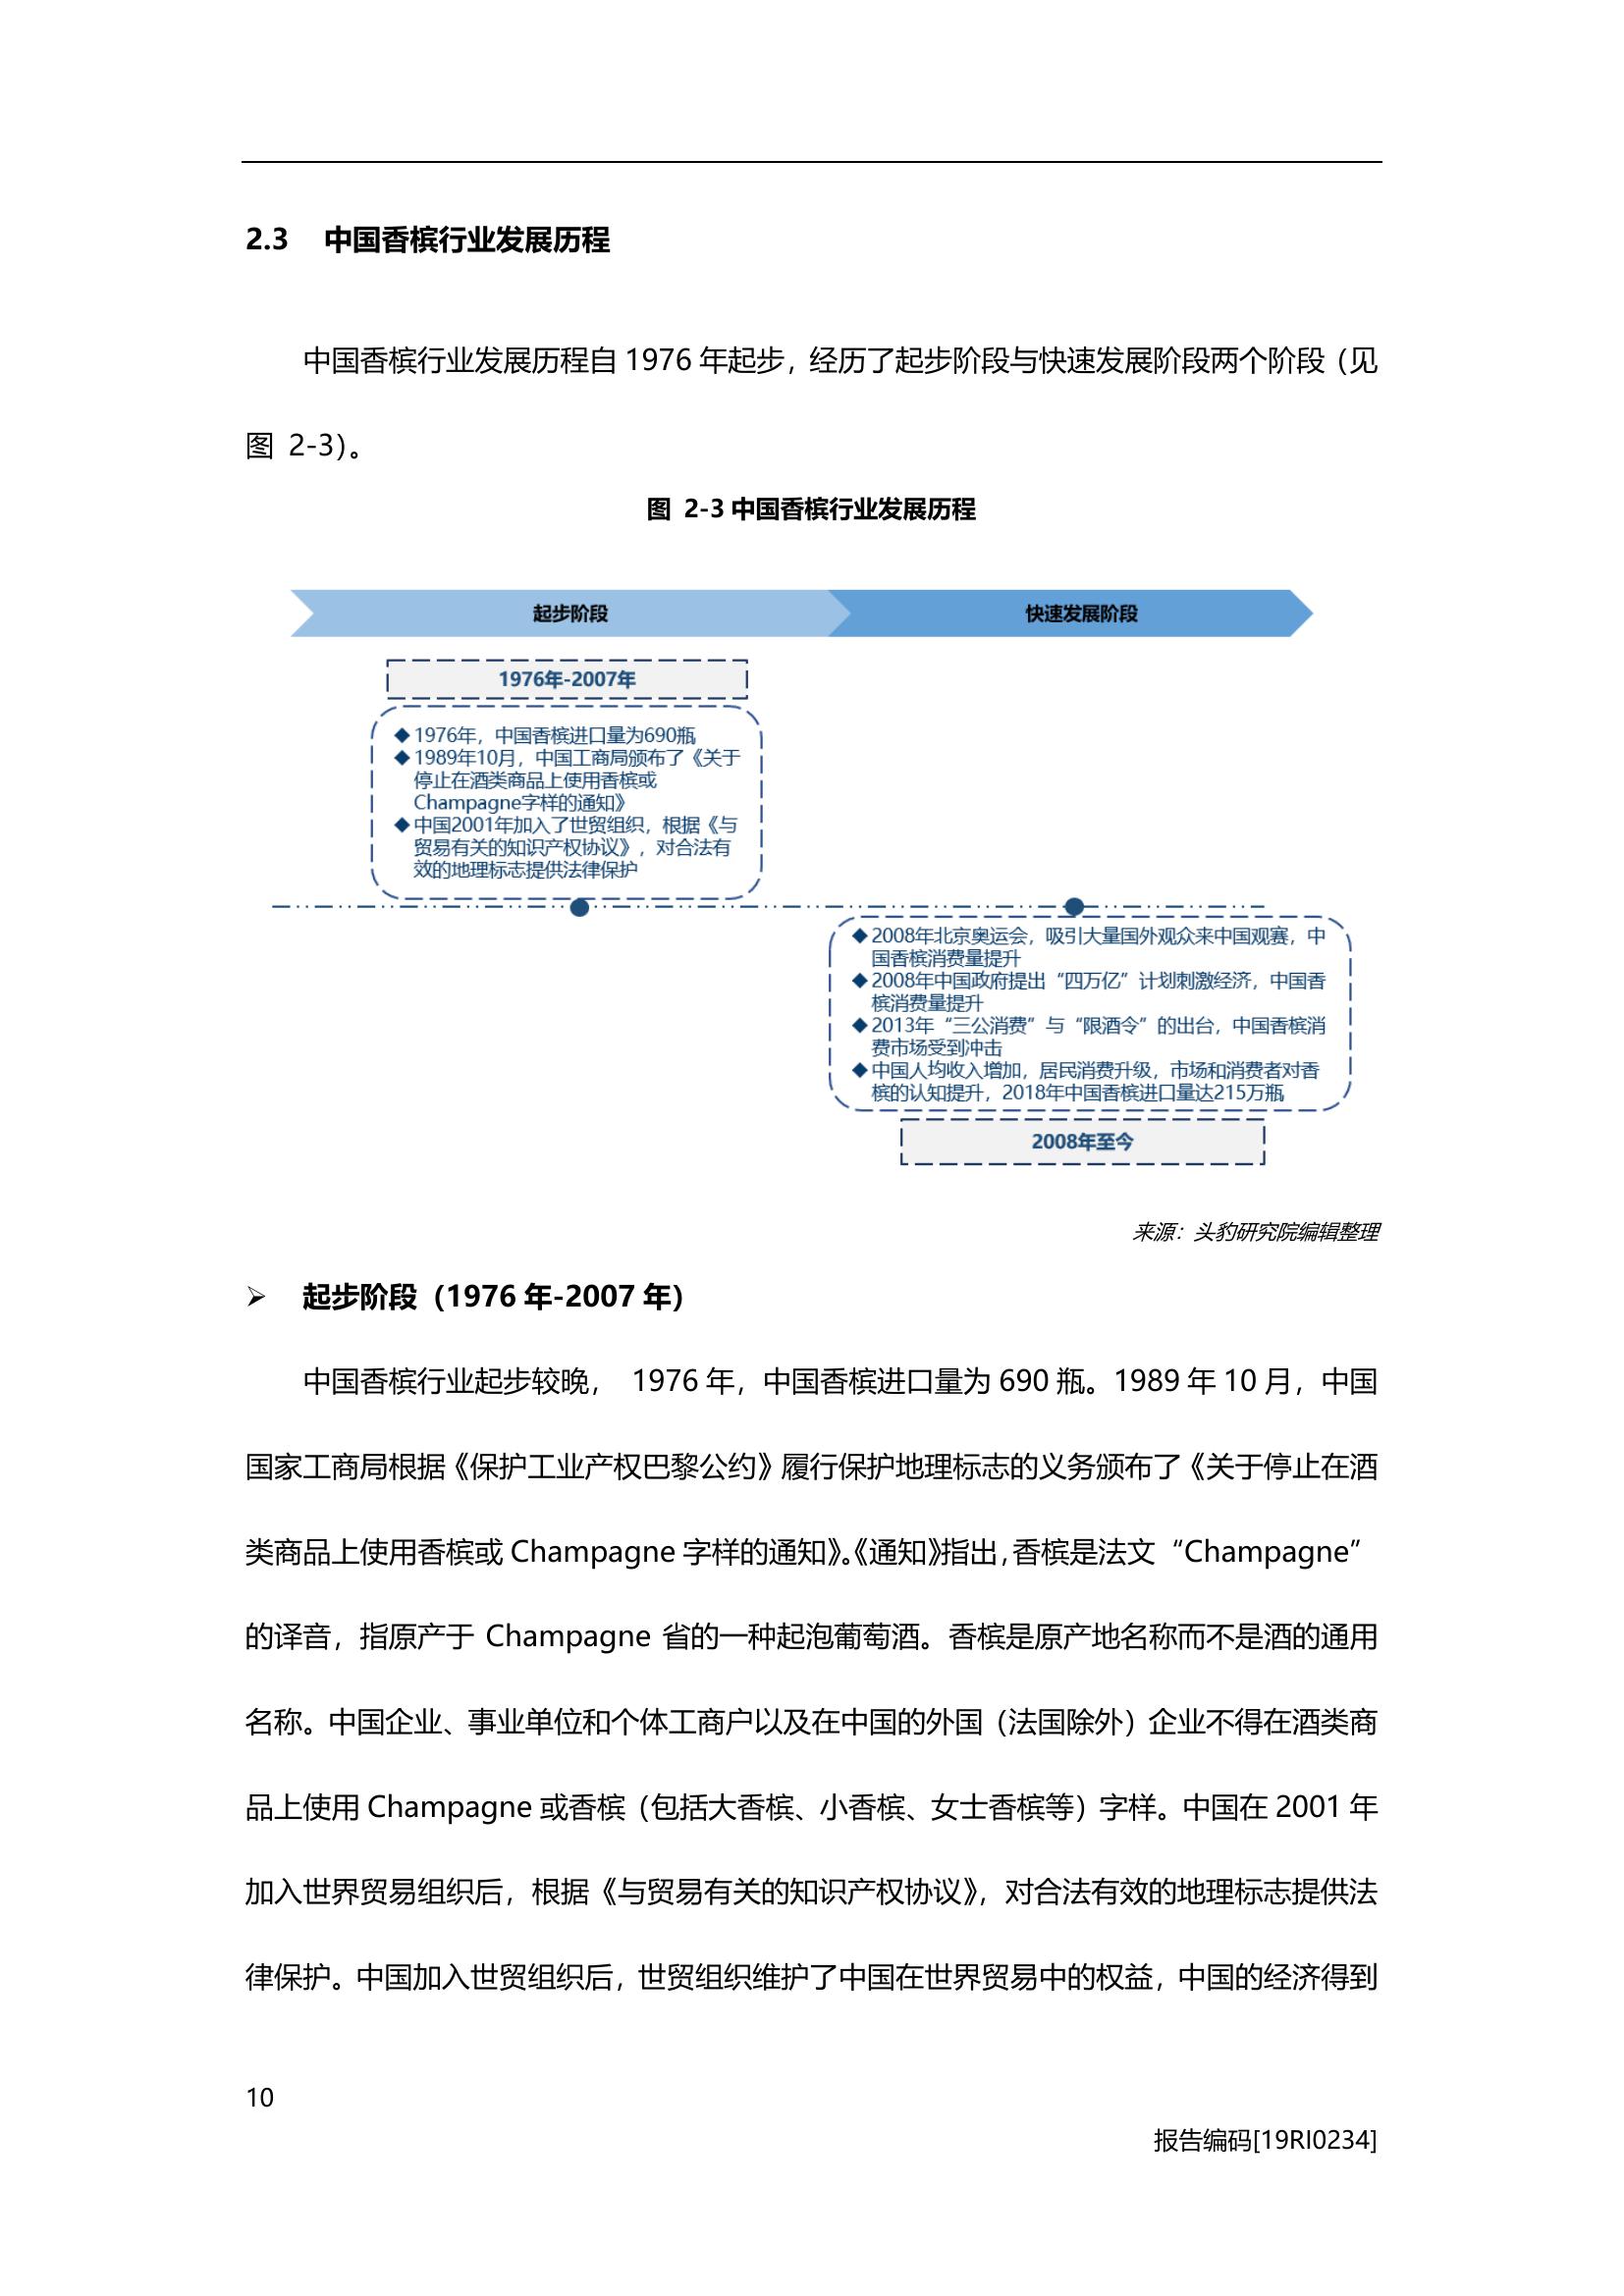 2.3 中国香槟行业发展历程
中国香槟行业发展历程自 1976 年起步，经历了起步阶段与快速发展阶段两个阶段（见
图 2-3）。
图 2-3 中国香槟行业发展历程
起步阶段
快速发展阶段
1976年-2007年
◆1976年，中国香槟进口量为690瓶
◆1989年10月，中国工商局颁布了《关于
停止在酒类商品上使用香槟或
Champagne字样的通知》
◆中国2001年加入了世贸组织，根据《与
贸易有关的知识产权协议》，对合法有
效的地理标志提供法律保护
◆2008年北京奥运会，吸引大量国外观众来中国观赛，中
国香槟消费量提升
◆2008年中国政府提出“四万亿”计划刺激经济，中国香
槟消费量提升
◆2013年“三公消费”与“限酒令”的出台，中国香槟消
费市场受到冲击
◆中国人均收入增加，居民消费升级，市场和消费者对香
槟的认知提升，2018年中国香槟进口量达215万瓶
2008年至今
来源：头豹研究院编辑整理
➢ 起步阶段（1976 年-2007 年）
中国香槟行业起步较晚， 1976 年，中国香槟进口量为 690 瓶。1989 年 10 月，中国
国家工商局根据《保护工业产权巴黎公约》履行保护地理标志的义务颁布了《关于停止在酒
类商品上使用香槟或 Champagne 字样的通知》。《通知》指出，香槟是法文“Champagne”
的译音，指原产于 Champagne 省的一种起泡葡萄酒。香槟是原产地名称而不是酒的通用
名称。中国企业、事业单位和个体工商户以及在中国的外国（法国除外）企业不得在酒类商
品上使用 Champagne 或香槟（包括大香槟、小香槟、女士香槟等）字样。中国在 2001 年
加入世界贸易组织后，根据《与贸易有关的知识产权协议》，对合法有效的地理标志提供法
律保护。中国加入世贸组织后，世贸组织维护了中国在世界贸易中的权益，中国的经济得到
10
报告编码[19RI0234]